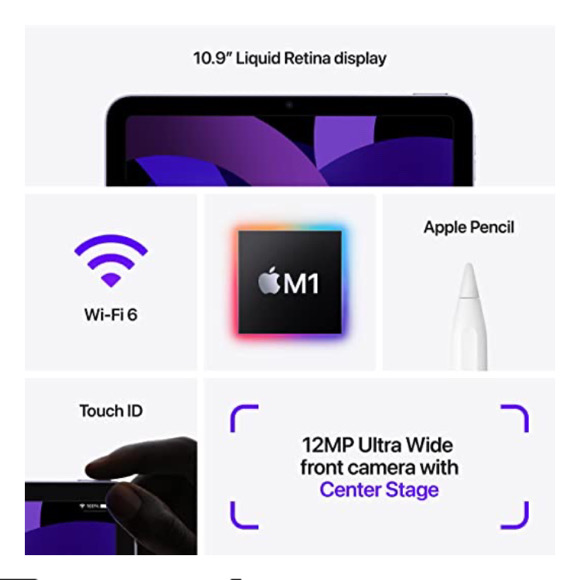 10.9″ Liquid Retina display
Wi-Fi 6
M1
Apple Pencil
Touch ID
100%
12MP Ultra Wide
front camera with
Center Stage